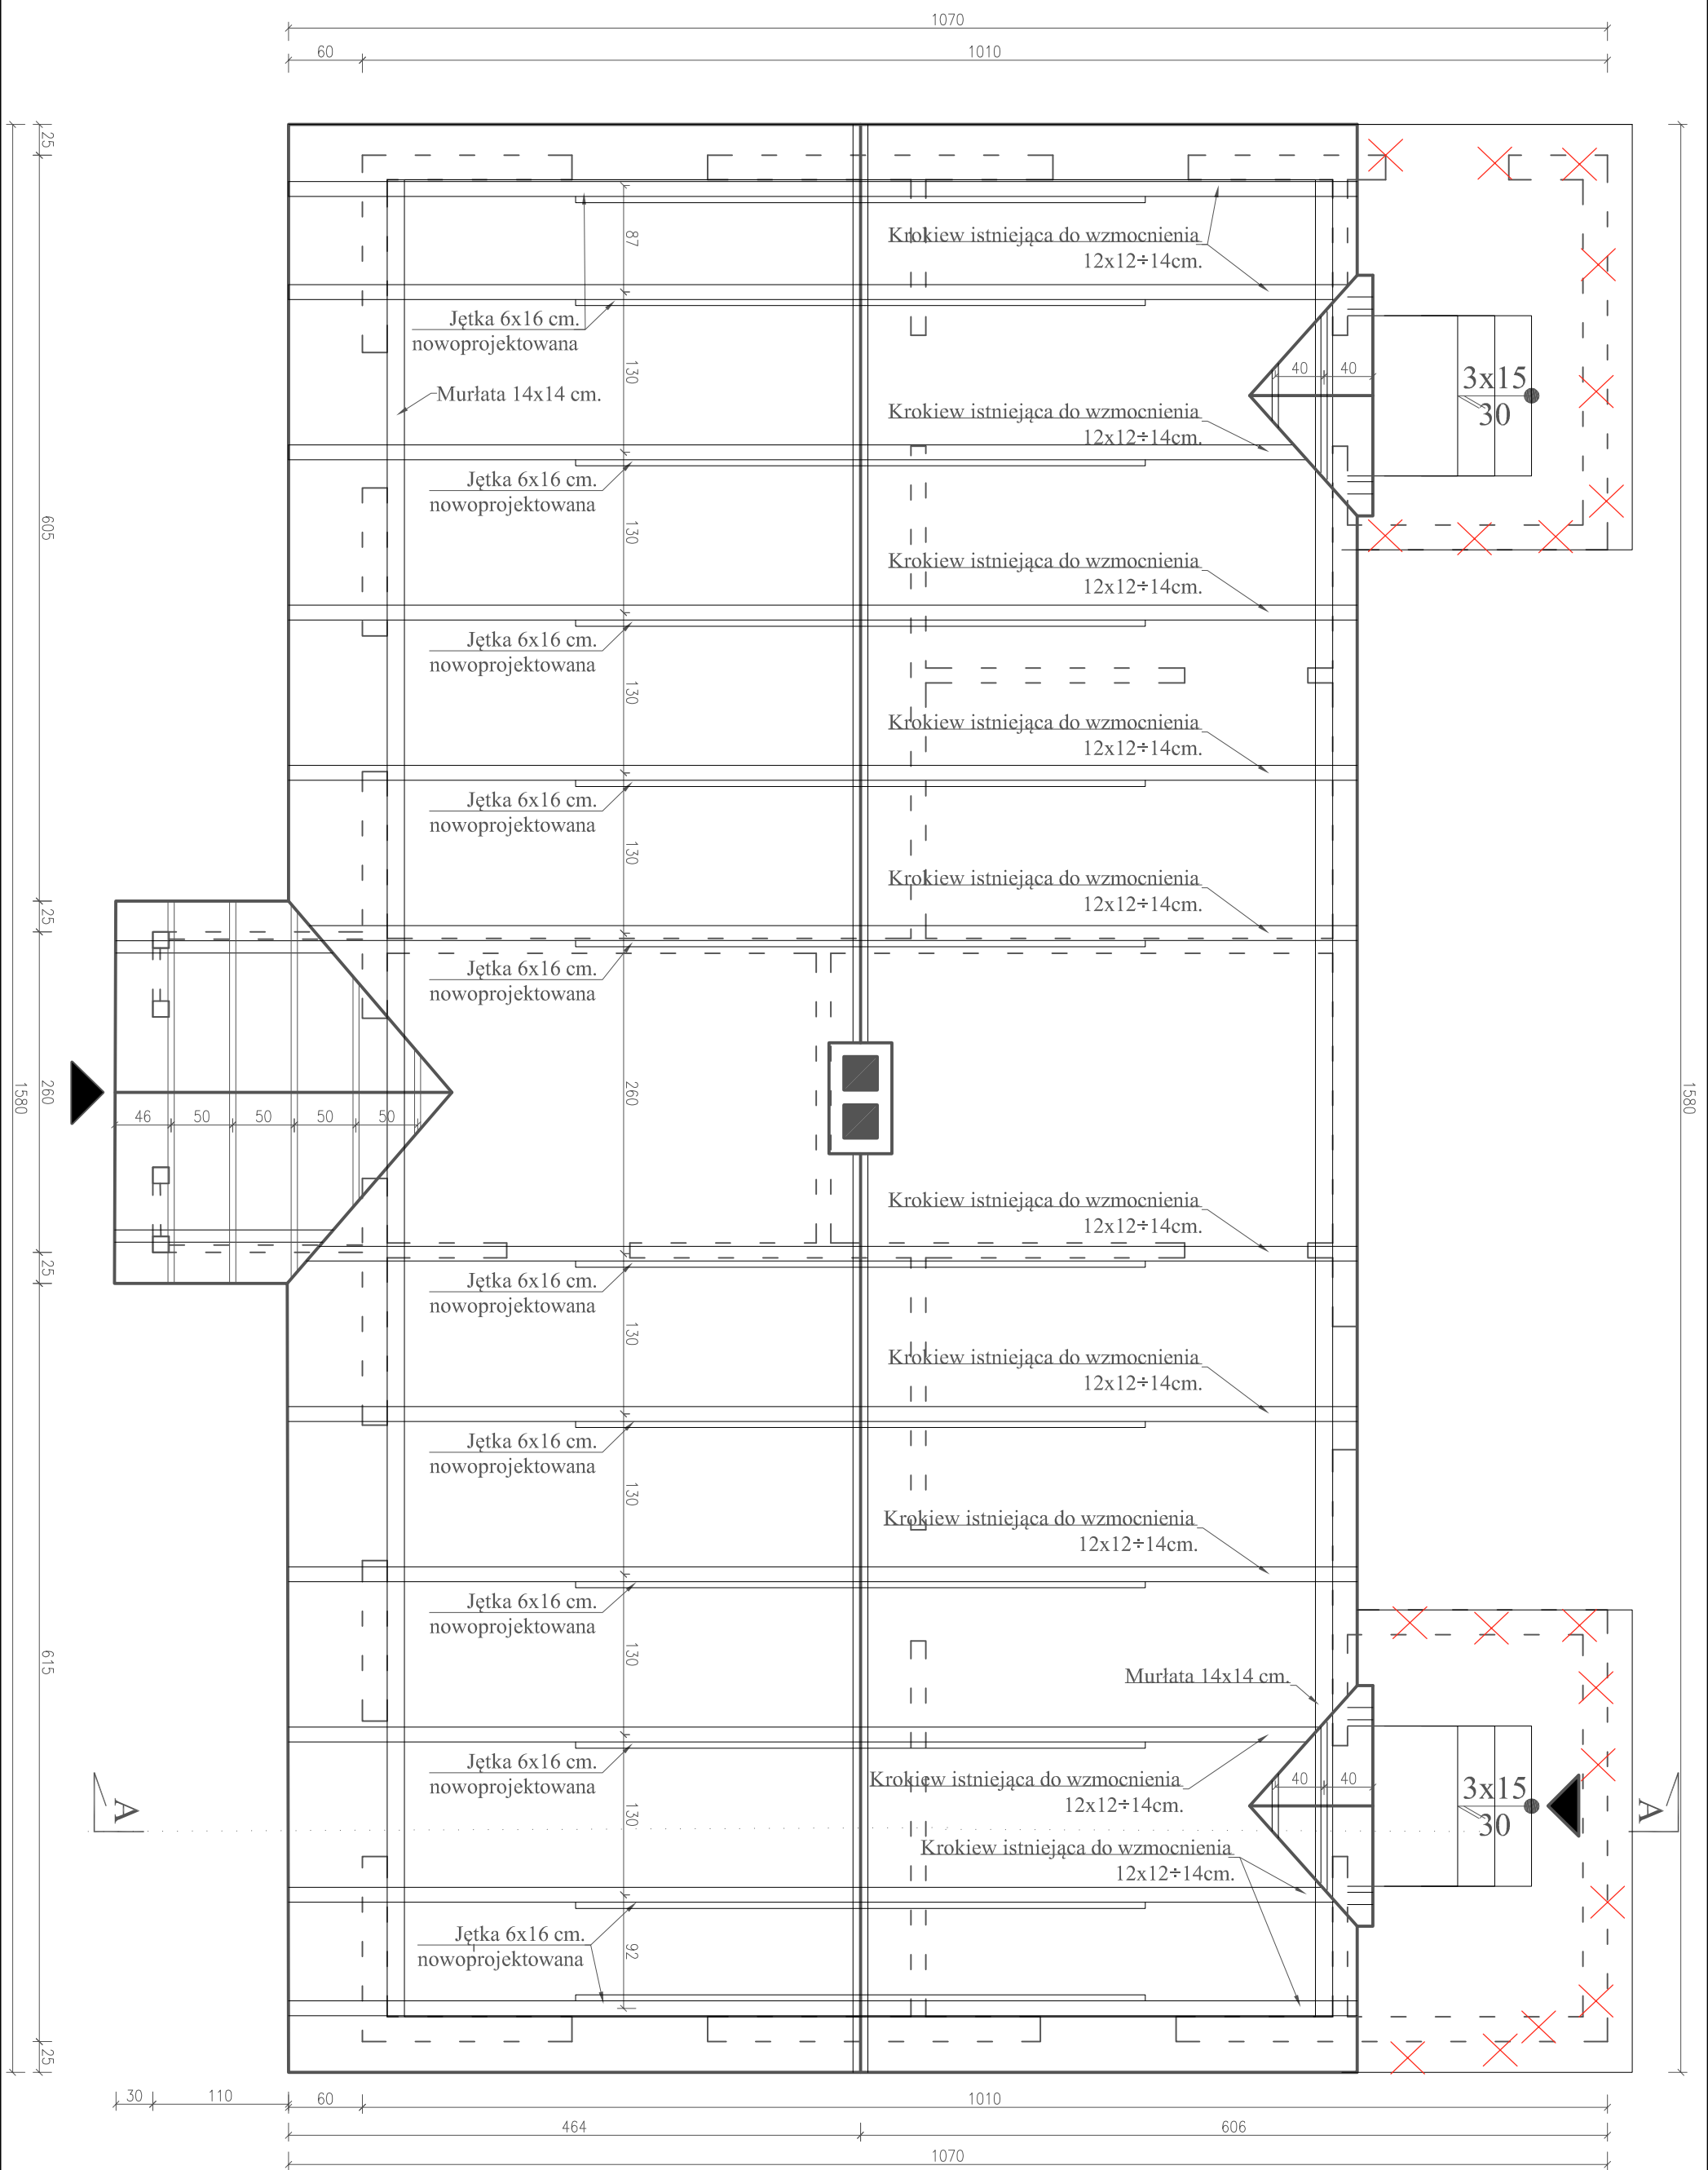 1070
60
1010
25
87
Krokiew istniejąca do wzmocnienia
12x12÷14cm.
Jętka 6x16 cm.
nowoprojektowana
130
40
40
3x15
30
Murłata 14x14 cm.
Krokiew istniejąca do wzmocnienia
12x12÷14cm.
Jętka 6x16 cm.
nowoprojektowana
605
130
Krokiew istniejąca do wzmocnienia
12x12÷14cm.
Jętka 6x16 cm.
nowoprojektowana
130
Krokiew istniejąca do wzmocnienia
12x12÷14cm.
Jętka 6x16 cm.
nowoprojektowana
130
Krokiew istniejąca do wzmocnienia
12x12÷14cm.
25
Jętka 6x16 cm.
nowoprojektowana
1580
260
260
1580
46
50
50
50
50
Krokiew istniejąca do wzmocnienia
12x12÷14cm.
25
Jętka 6x16 cm.
nowoprojektowana
130
Krokiew istniejąca do wzmocnienia
12x12÷14cm.
Jętka 6x16 cm.
nowoprojektowana
130
Krokiew istniejąca do wzmocnienia
12x12÷14cm.
Jętka 6x16 cm.
nowoprojektowana
615
130
Murłata 14x14 cm.
Jętka 6x16 cm.
nowoprojektowana
Krokiew istniejąca do wzmocnienia
12x12÷14cm.
40
40
3x15
30
A
130
A
Krokiew istniejąca do wzmocnienia
12x12÷14cm.
Jętka 6x16 cm.
nowoprojektowana
92
25
30
110
60
1010
464
606
1070